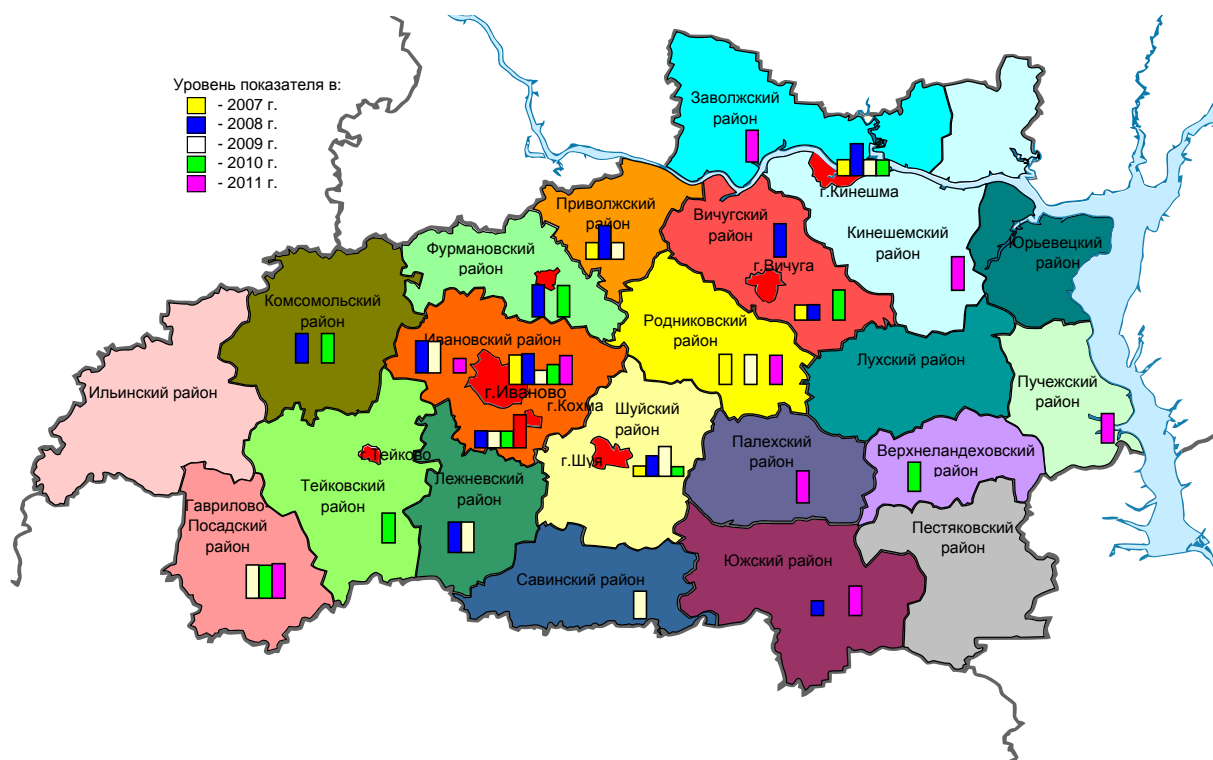 Уровень показателя в:
- 2007 г.
- 2008 г.
- 2009 г.
- 2010 г.
- 2011 г.
Заволжский
район
г.Кинешма
Приволжский
район
Вичугский
район
Кинешемский
район
Юрьевецкий
район
Фурмановский
район
г.Вичуга
Комсомольский
район
Родниковский
район
Ивановский район
Лухский район
Ильинский район
Пучежский
район
г.Иваново
г.Кохма
Шуйский
район
г.Шуя
Палехский
район
Верхнеландеховский
район
г.Тейково
Тейковский
район
Лежневский
район
Гаврилово-
Посадский
район
Пестяковский
район
Савинский район
Южский район